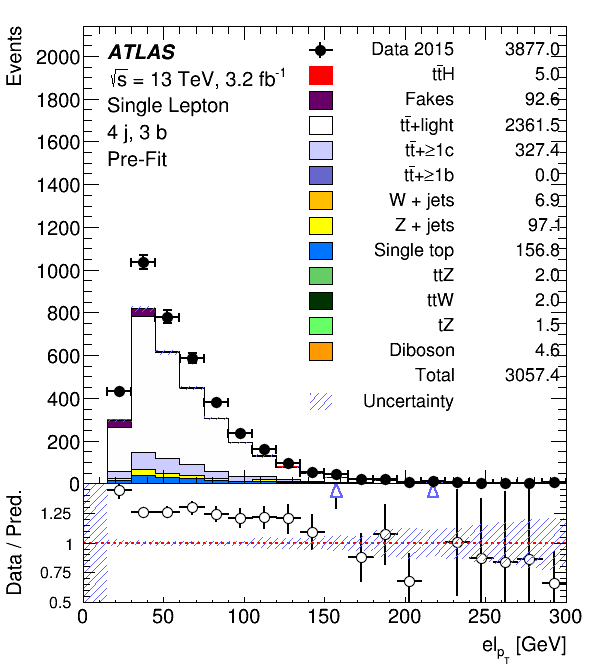 Events
2000
1800
1600
1400
1200
1000
800
600
400
200
0
ATLAS
√s = 13 TeV, 3.2 fb⁻¹
Single Lepton
4 j, 3 b
Pre-Fit
Data 2015 3877.0
tt̄H 5.0
Fakes 92.6
tt̄+light 2361.5
tt̄+≥1c 327.4
tt̄+≥1b 0.0
W + jets 6.9
Z + jets 97.1
Single top 156.8
ttZ 2.0
ttW 2.0
tZ 1.5
Diboson 4.6
Total 3057.4
Uncertainty
Data / Pred.
1.25
1
0.75
0.5
0 50 100 150 200 250 300
el_pT [GeV]